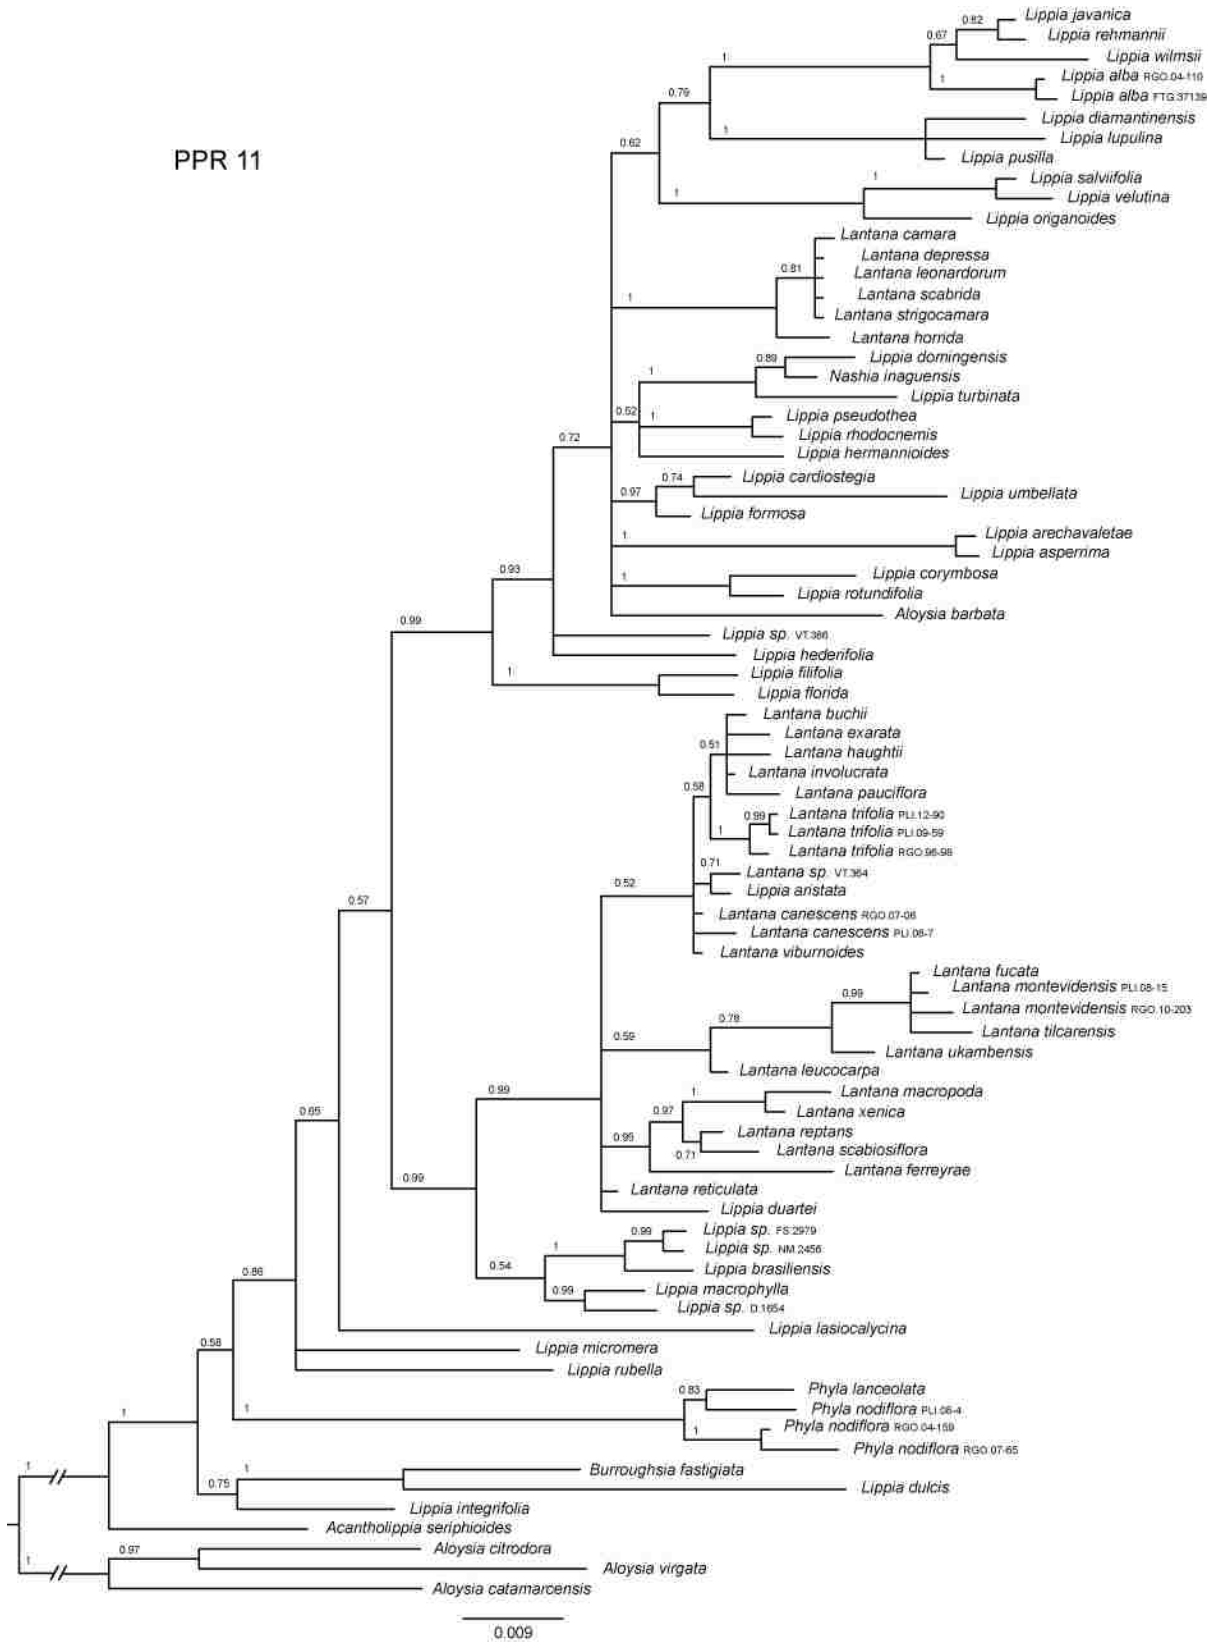 0.82
Lippia javanica
0.67
Lippia rehmannii
1
Lippia wilmsii
Lippia alba RGO.04-110
1
0.79
Lippia alba FTG.37139
Lippia diamantinensis
1
0.62
Lippia lupulina
PPR 11
Lippia pusilla
1
Lippia salviifolia
1
Lippia velutina
Lippia origanoides
Lantana camara
Lantana depressa
0.81
Lantana leonardorum
1
Lantana scabrida
Lantana strigocamara
Lantana horrida
0.89
Lippia domingensis
1
Nashia inaguensis
Lippia turbinata
0.52
1
Lippia pseudothea
0.72
Lippia rhodocnemis
Lippia hermannioides
0.74
Lippia cardiostegia
0.97
Lippia umbellata
Lippia formosa
1
Lippia arechavaletae
Lippia asperrima
0.93
1
Lippia corymbosa
Lippia rotundifolia
0.99
Aloysia barbata
Lippia sp. VT.386
Lippia hederifolia
1
Lippia filifolia
Lippia florida
Lantana buchii
Lantana exarata
0.51
Lantana haughtii
Lantana involucrata
0.58
Lantana pauciflora
0.99
Lantana trifolia PLI.12-90
1
Lantana trifolia PLI.09-59
Lantana trifolia RGO.96-98
0.71
Lantana sp. VT.364
0.52
Lippia aristata
0.57
Lantana canescens RGO.07-06
Lantana canescens PLI.08-7
Lantana viburnoides
Lantana fucata
0.99
Lantana montevidensis PLI.08-15
Lantana montevidensis RGO.10-203
0.78
Lantana tilcarensis
0.59
Lantana ukambensis
Lantana leucocarpa
0.99
1
Lantana macropoda
0.65
0.97
Lantana xenica
0.95
Lantana reptans
0.71
Lantana scabiosiflora
Lantana ferreyrae
0.99
Lantana reticulata
Lippia duartei
0.99
Lippia sp. FS.2979
1
Lippia sp. NM.2456
0.54
Lippia brasiliensis
0.86
0.99
Lippia macrophylla
Lippia sp. D.1654
Lippia lasiocalycina
0.58
Lippia micromera
Lippia rubella
0.83
Phyla lanceolata
1
1
Phyla nodiflora PLI.08-4
1
Phyla nodiflora RGO.04-159
Phyla nodiflora RGO.07-65
1
1
Burroughsia fastigiata
0.75
Lippia dulcis
Lippia integrifolia
Acantholippia seriphioides
1
0.97
Aloysia citrodora
Aloysia virgata
Aloysia catamarcensis
0.009